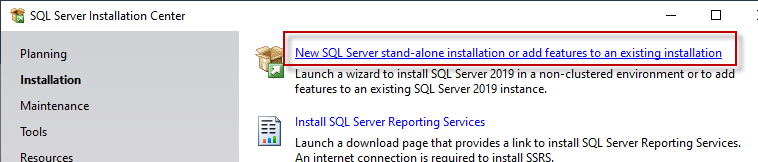 SQL Server Installation Center
Planning
Installation
Maintenance
Tools
Resources
New SQL Server stand-alone installation or add features to an existing installation
Launch a wizard to install SQL Server 2019 in a non-clustered environment or to add
features to an existing SQL Server 2019 instance.
Install SQL Server Reporting Services
Launch a download page that provides a link to install SQL Server Reporting Services.
An internet connection is required to install SSRS.